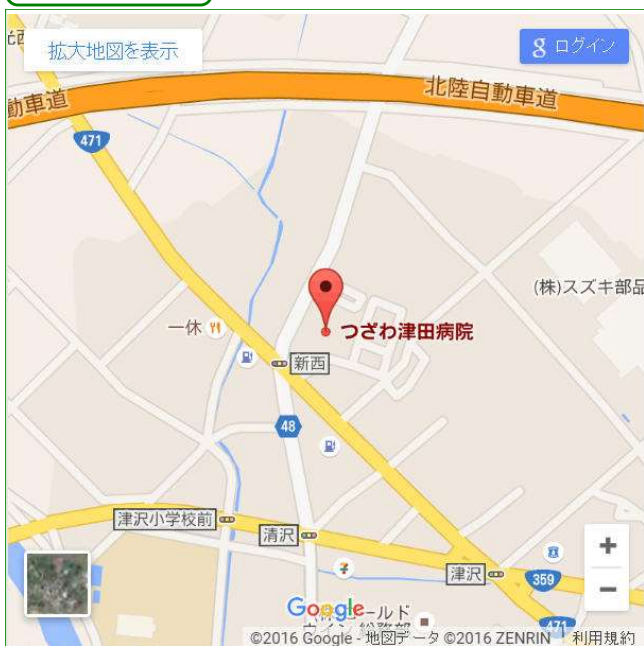 拡大地図を表示
g ログイン
北陸自動車道
動車道
471
(株)スズキ部品
一休
つざわ津田病院
新西
48
津沢小学校前
清沢
津沢
359
+
−
7
Google
471
©2016 Google - 地図データ ©2016 ZENRIN
利用規約